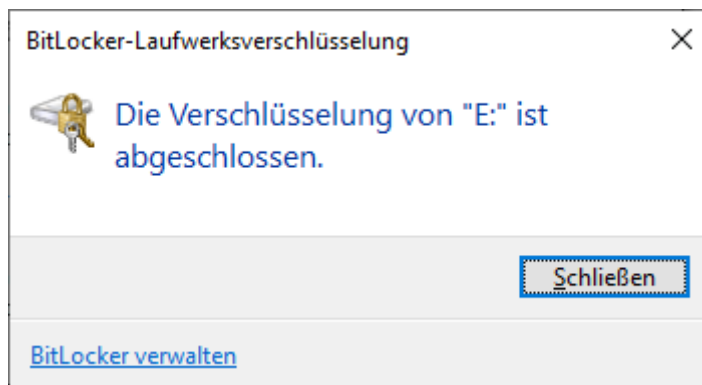 BitLocker-Laufwerksverschlüsselung
Die Verschlüsselung von "E:" ist
abgeschlossen.
Schließen
BitLocker verwalten